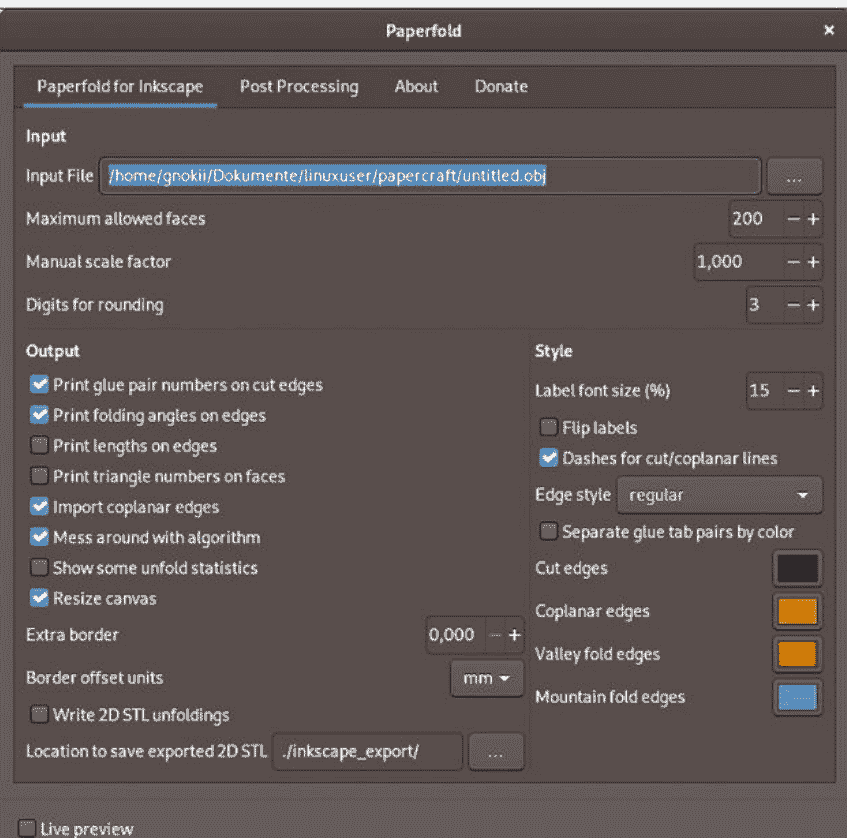 Paperfold ×
Paperfold for Inkscape Post Processing About Donate
Input
Input File /home/gnokii/Dokumente/linuxuser/papercraft/untitled.obj ...
Maximum allowed faces 200 − +
Manual scale factor 1,000 − +
Digits for rounding 3 − +
Output
Print glue pair numbers on cut edges
Print folding angles on edges
Print lengths on edges
Print triangle numbers on faces
Import coplanar edges
Mess around with algorithm
Show some unfold statistics
Resize canvas
Extra border 0,000 − +
Border offset units mm
Write 2D STL unfoldings
Location to save exported 2D STL ./inkscape_export/ ...
Style
Label font size (%) 15 − +
Flip labels
Dashes for cut/coplanar lines
Edge style regular
Separate glue tab pairs by color
Cut edges
Coplanar edges
Valley fold edges
Mountain fold edges
Live preview